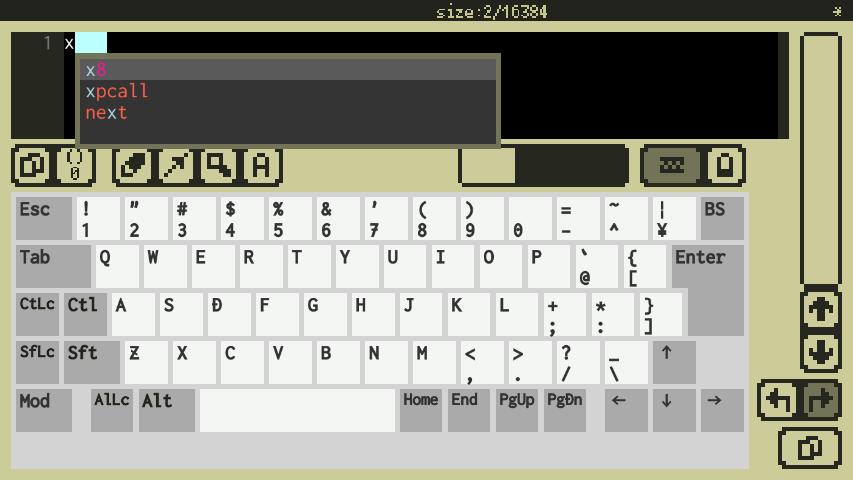 size:2/16384 *
1 x
x8
xpcall
next
() 0 A
Esc ! 1 " 2 # 3 $ 4 % 5 & 6 ' 7 ( 8 ) 9 0 = - ~ ^ | ¥ BS
Tab Q W E R T Y U I O P ` @ { [ Enter
CtLc Ctl A S D F G H J K L + ; * : } ]
SfLc Sft Z X C V B N M < , > . ? / _ \ ↑
Mod AlLc Alt Home End PgUp PgDn ← ↓ →